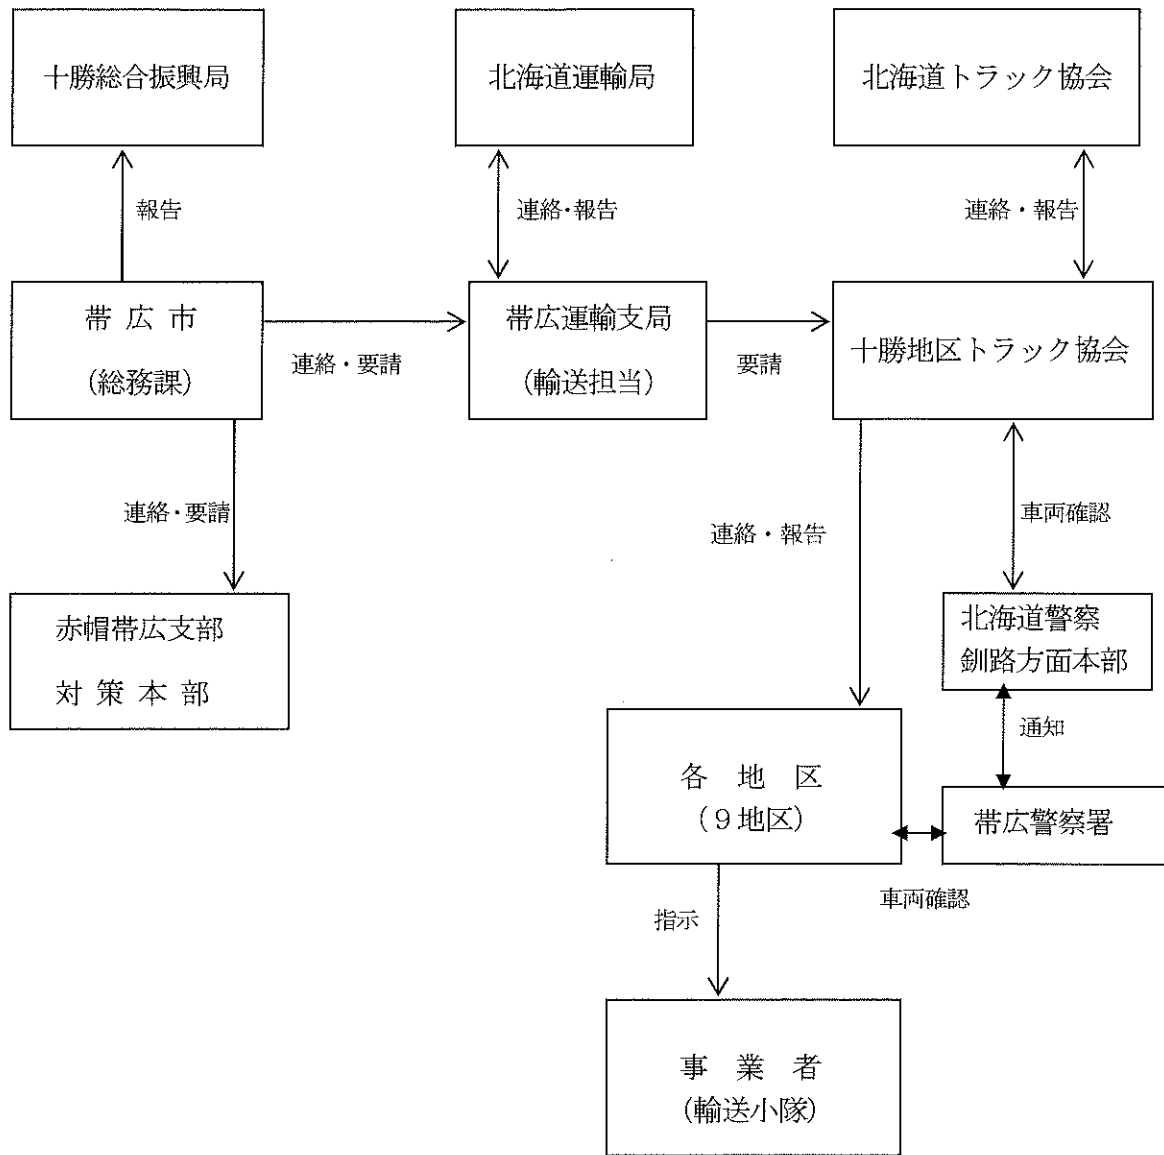 十勝総合振興局
北海道運輸局
北海道トラック協会
報告
連絡・報告
連絡・報告
帯 広 市
(総務課)
連絡・要請
帯広運輸支局
(輸送担当)
要請
十勝地区トラック協会
連絡・要請
連絡・報告
車両確認
赤帽帯広支部
対 策 本 部
北海道警察
釧路方面本部
通知
各 地 区
(９地区)
帯広警察署
車両確認
指示
事 業 者
(輸送小隊)